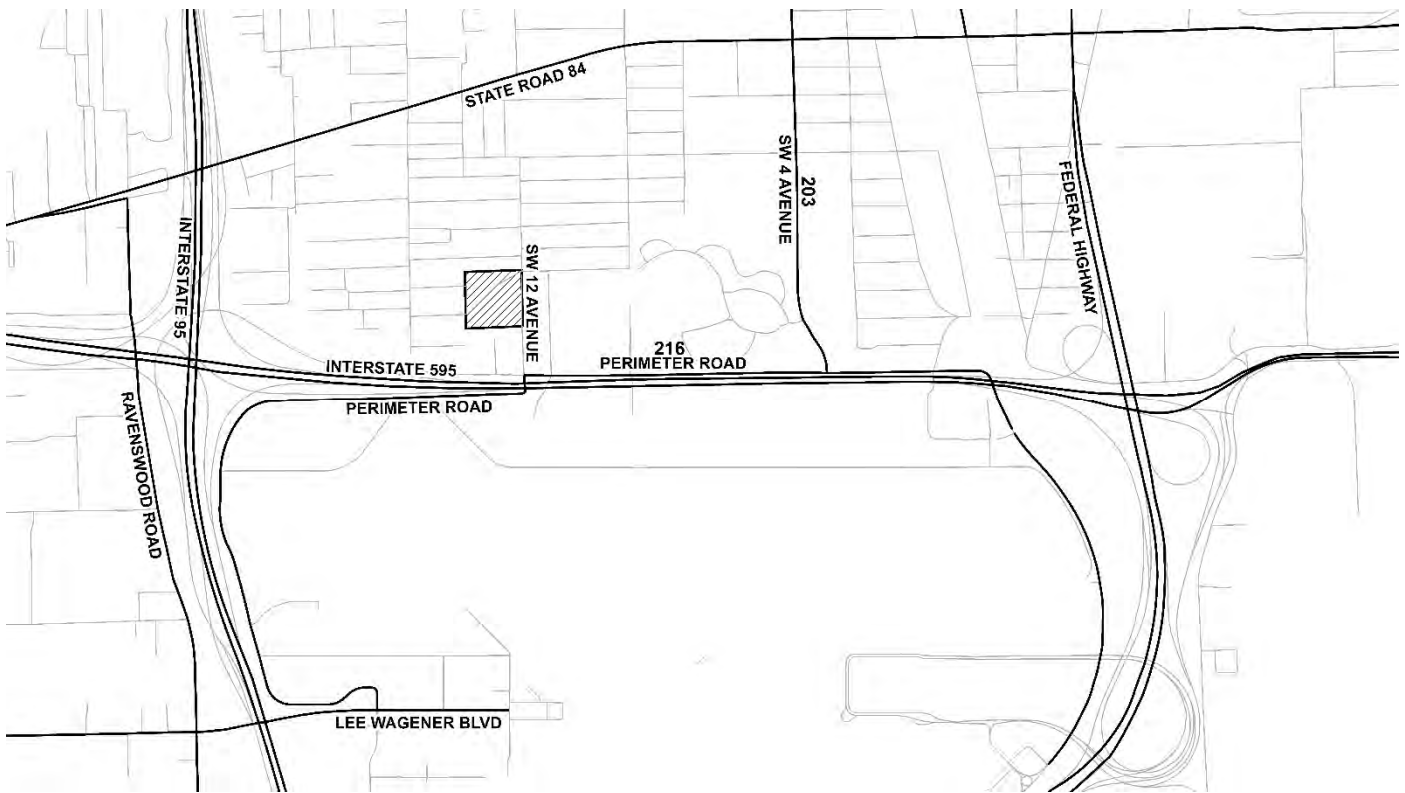 STATE ROAD 84
SW 4 AVENUE
203
FEDERAL HIGHWAY
INTERSTATE 95
SW 12 AVENUE
216
PERIMETER ROAD
INTERSTATE 595
PERIMETER ROAD
RAVENSWOOD ROAD
LEE WAGENER BLVD